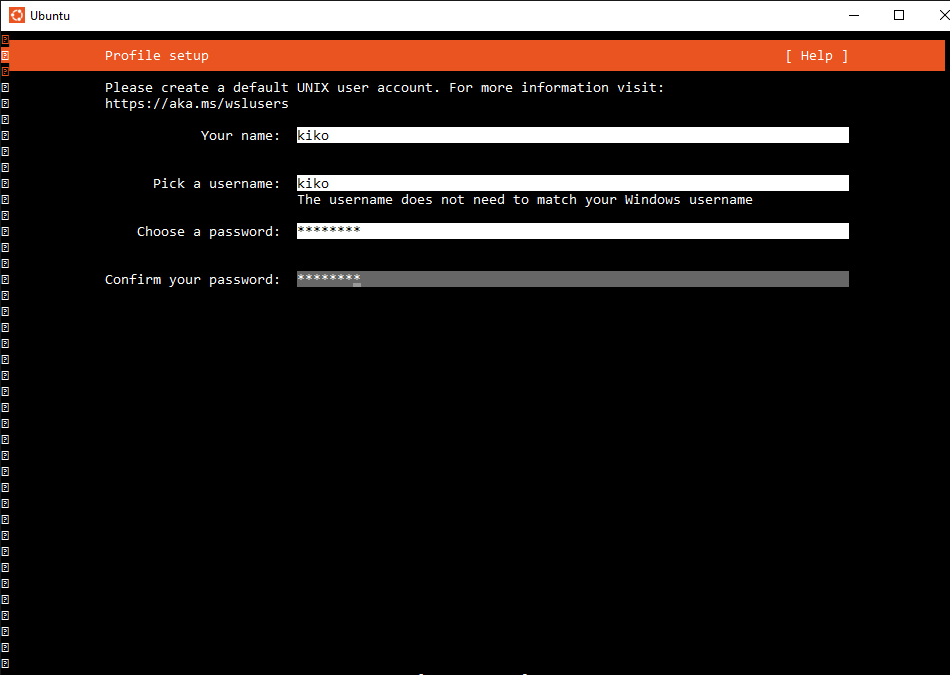 Ubuntu
Profile setup [ Help ]
Please create a default UNIX user account. For more information visit:
https://aka.ms/wslusers
Your name: kiko
Pick a username: kiko
The username does not need to match your Windows username
Choose a password: ********
Confirm your password: ********